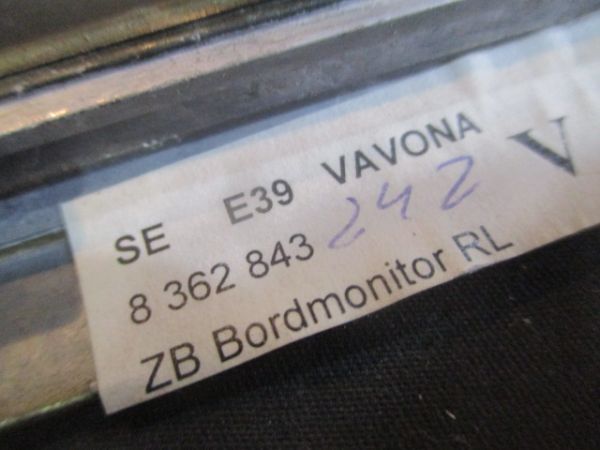 SE E39 VAVONA V
8 362 843 242
ZB Bordmonitor RL